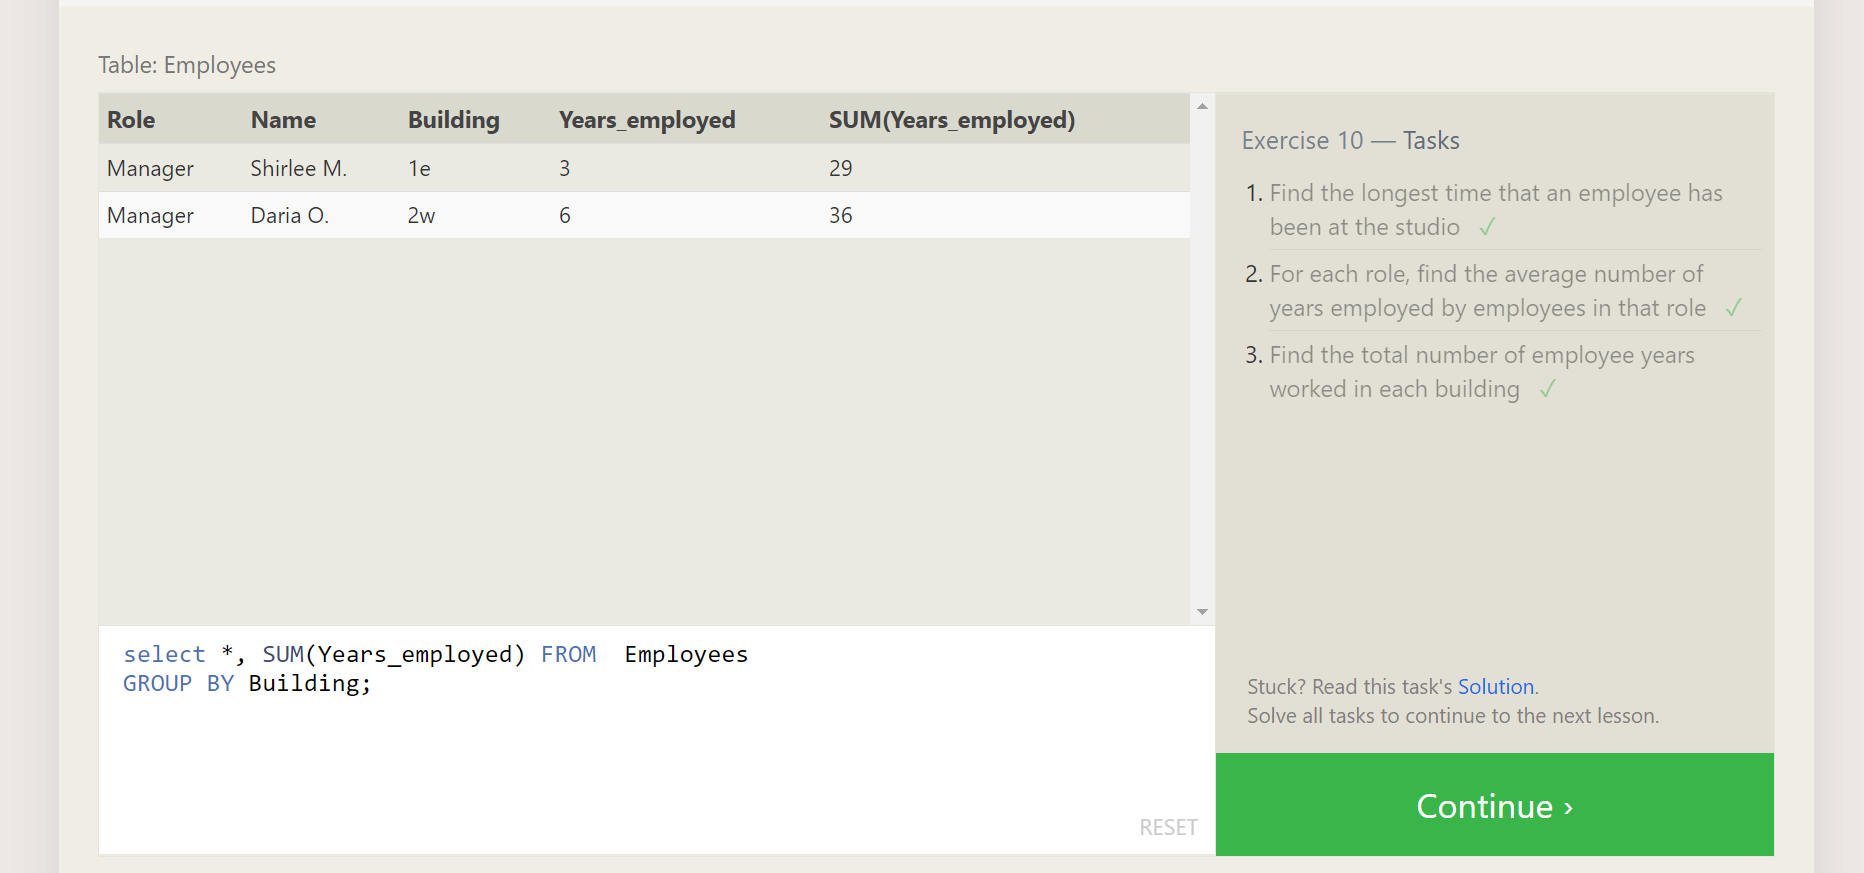 Table: Employees
Role Name Building Years_employed SUM(Years_employed)
Manager Shirlee M. 1e 3 29
Manager Daria O. 2w 6 36
select *, SUM(Years_employed) FROM  Employees
GROUP BY Building;
RESET
Exercise 10 — Tasks
1. Find the longest time that an employee has
been at the studio ✓
2. For each role, find the average number of
years employed by employees in that role ✓
3. Find the total number of employee years
worked in each building ✓
Stuck? Read this task's Solution.
Solve all tasks to continue to the next lesson.
Continue ›